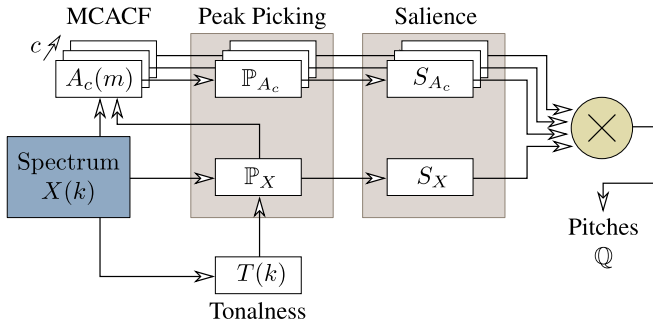 MCACF
Peak Picking
Salience
c
A_c(m)
ℙ_{A_c}
S_{A_c}
Spectrum
X(k)
ℙ_X
S_X
×
Pitches
ℚ
T(k)
Tonalness